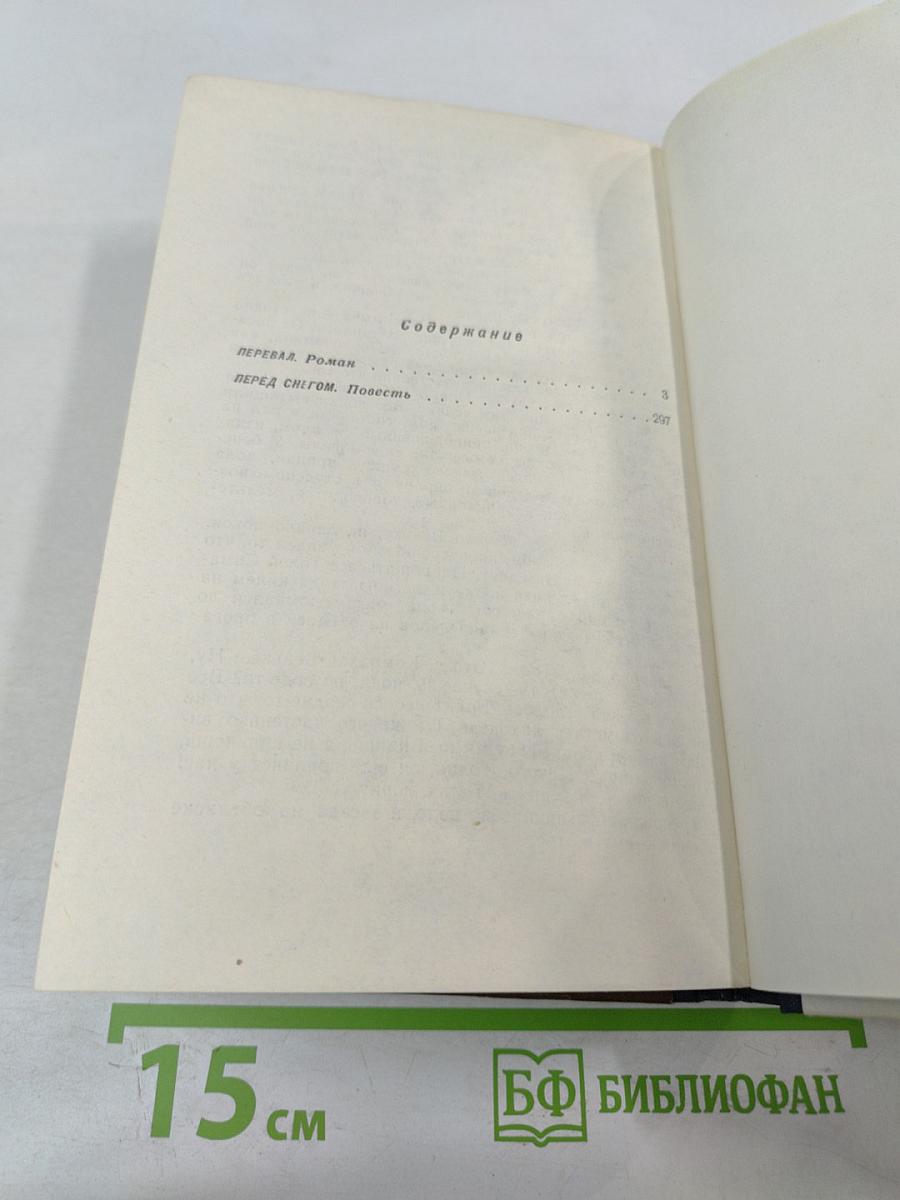 Содержание
ПЕРЕВАЛ. Роман . . . . . . . . . . . . . . . . . . . . . 3
ПЕРЕД СНЕГОМ. Повесть . . . . . . . . . . . . . . . . . 297
15 см
БФ БИБЛИОФАН